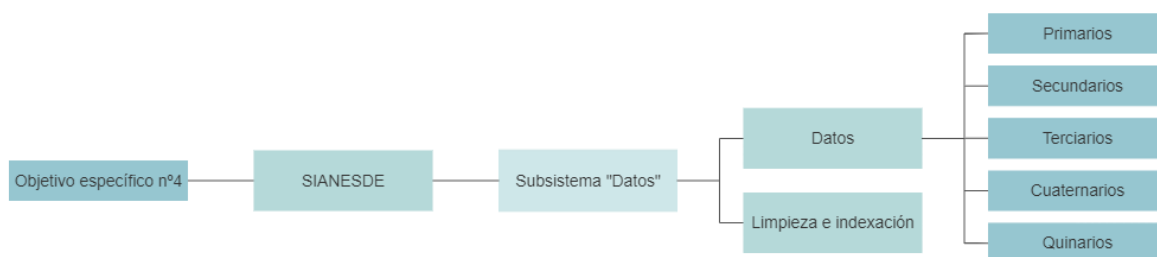 Objetivo específico nº4
SIANESDE
Subsistema "Datos"
Datos
Limpieza e indexación
Primarios
Secundarios
Terciarios
Cuaternarios
Quinarios